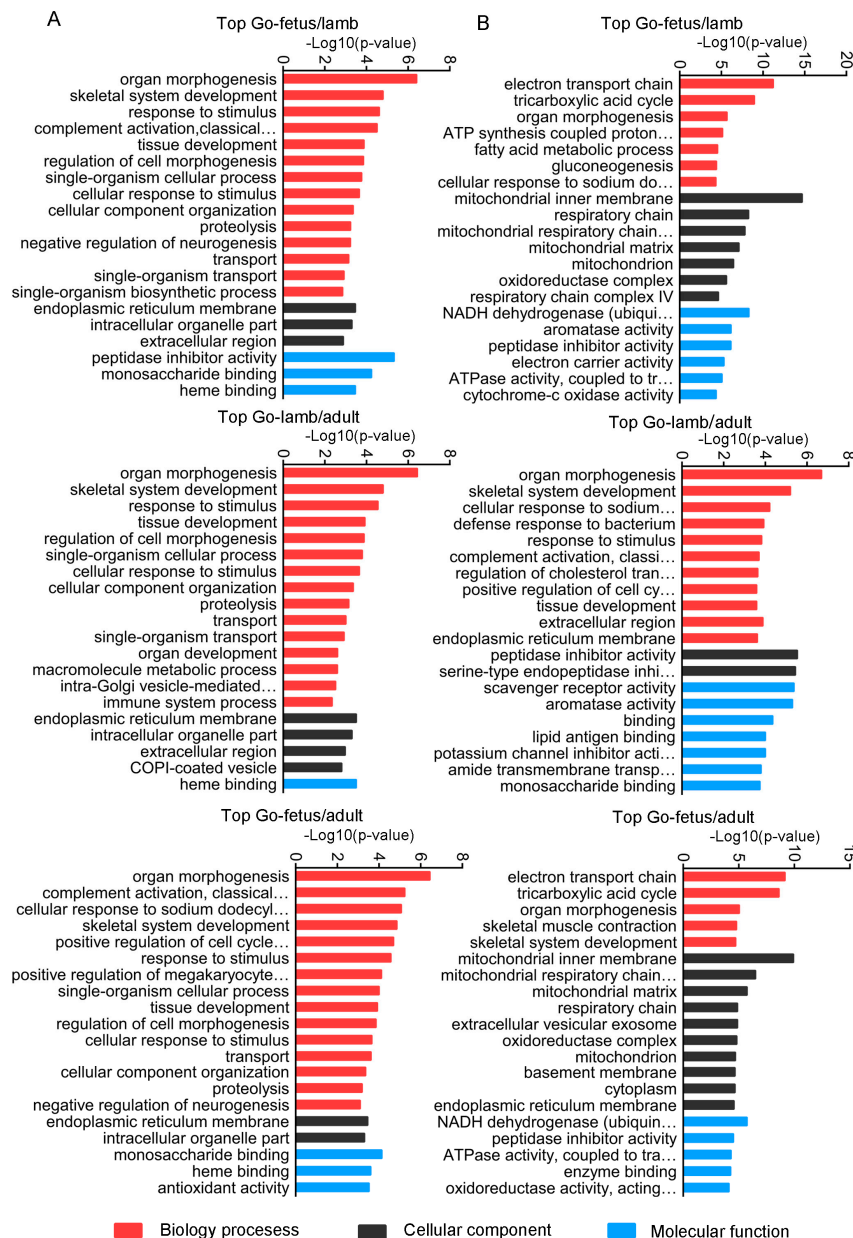 A
Top Go-fetus/lamb
-Log10(p-value)
0 2 4 6 8
organ morphogenesis
skeletal system development
response to stimulus
complement activation,classical…
tissue development
regulation of cell morphogenesis
single-organism cellular process
cellular response to stimulus
cellular component organization
proteolysis
negative regulation of neurogenesis
transport
single-organism transport
single-organism biosynthetic process
endoplasmic reticulum membrane
intracellular organelle part
extracellular region
peptidase inhibitor activity
monosaccharide binding
heme binding
Top Go-lamb/adult
-Log10(p-value)
0 2 4 6 8
organ morphogenesis
skeletal system development
response to stimulus
tissue development
regulation of cell morphogenesis
single-organism cellular process
cellular response to stimulus
cellular component organization
proteolysis
transport
single-organism transport
organ development
macromolecule metabolic process
intra-Golgi vesicle-mediated…
immune system process
endoplasmic reticulum membrane
intracellular organelle part
extracellular region
COPI-coated vesicle
heme binding
Top Go-fetus/adult
-Log10(p-value)
0 2 4 6 8
organ morphogenesis
complement activation, classical…
cellular response to sodium dodecyl…
skeletal system development
positive regulation of cell cycle…
response to stimulus
positive regulation of megakaryocyte…
single-organism cellular process
tissue development
regulation of cell morphogenesis
cellular response to stimulus
transport
cellular component organization
proteolysis
negative regulation of neurogenesis
endoplasmic reticulum membrane
intracellular organelle part
monosaccharide binding
heme binding
antioxidant activity
B
Top Go-fetus/lamb
-Log10(p-value)
0 5 10 15 20
electron transport chain
tricarboxylic acid cycle
organ morphogenesis
ATP synthesis coupled proton…
fatty acid metabolic process
gluconeogenesis
cellular response to sodium do…
mitochondrial inner membrane
respiratory chain
mitochondrial respiratory chain…
mitochondrial matrix
mitochondrion
oxidoreductase complex
respiratory chain complex IV
NADH dehydrogenase (ubiqui…
aromatase activity
peptidase inhibitor activity
electron carrier activity
ATPase activity, coupled to tr…
cytochrome-c oxidase activity
Top Go-lamb/adult
-Log10(p-value)
0 2 4 6 8
organ morphogenesis
skeletal system development
cellular response to sodium…
defense response to bacterium
response to stimulus
complement activation, classi…
regulation of cholesterol tran…
positive regulation of cell cy…
tissue development
extracellular region
endoplasmic reticulum membrane
peptidase inhibitor activity
serine-type endopeptidase inhi…
scavenger receptor activity
aromatase activity
binding
lipid antigen binding
potassium channel inhibitor acti…
amide transmembrane transp…
monosaccharide binding
Top Go-fetus/adult
-Log10(p-value)
0 5 10 15
electron transport chain
tricarboxylic acid cycle
organ morphogenesis
skeletal muscle contraction
skeletal system development
mitochondrial inner membrane
mitochondrial respiratory chain…
mitochondrial matrix
respiratory chain
extracellular vesicular exosome
oxidoreductase complex
mitochondrion
basement membrane
cytoplasm
endoplasmic reticulum membrane
NADH dehydrogenase (ubiquin…
peptidase inhibitor activity
ATPase activity, coupled to tra…
enzyme binding
oxidoreductase activity, acting…
Biology procesess
Cellular component
Molecular function